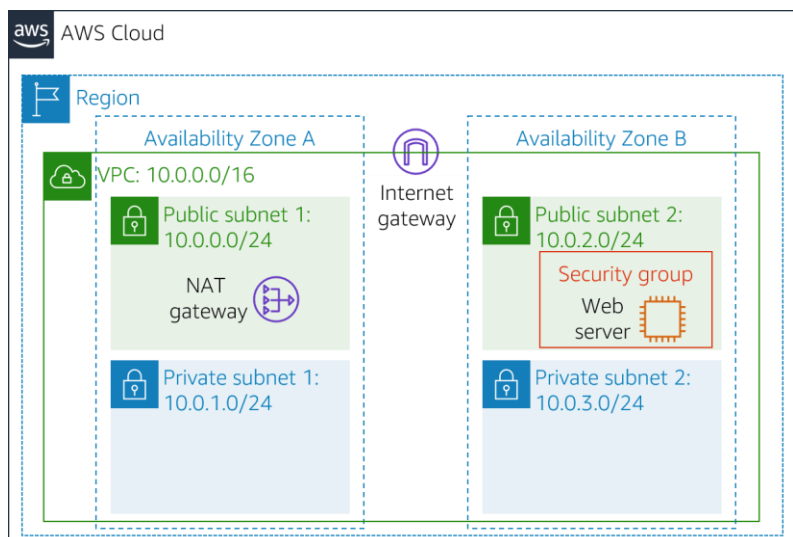 aws
AWS Cloud
Region
Availability Zone A
Availability Zone B
VPC: 10.0.0.0/16
Internet
gateway
Public subnet 1:
10.0.0.0/24
NAT
gateway
Public subnet 2:
10.0.2.0/24
Security group
Web
server
Private subnet 1:
10.0.1.0/24
Private subnet 2:
10.0.3.0/24